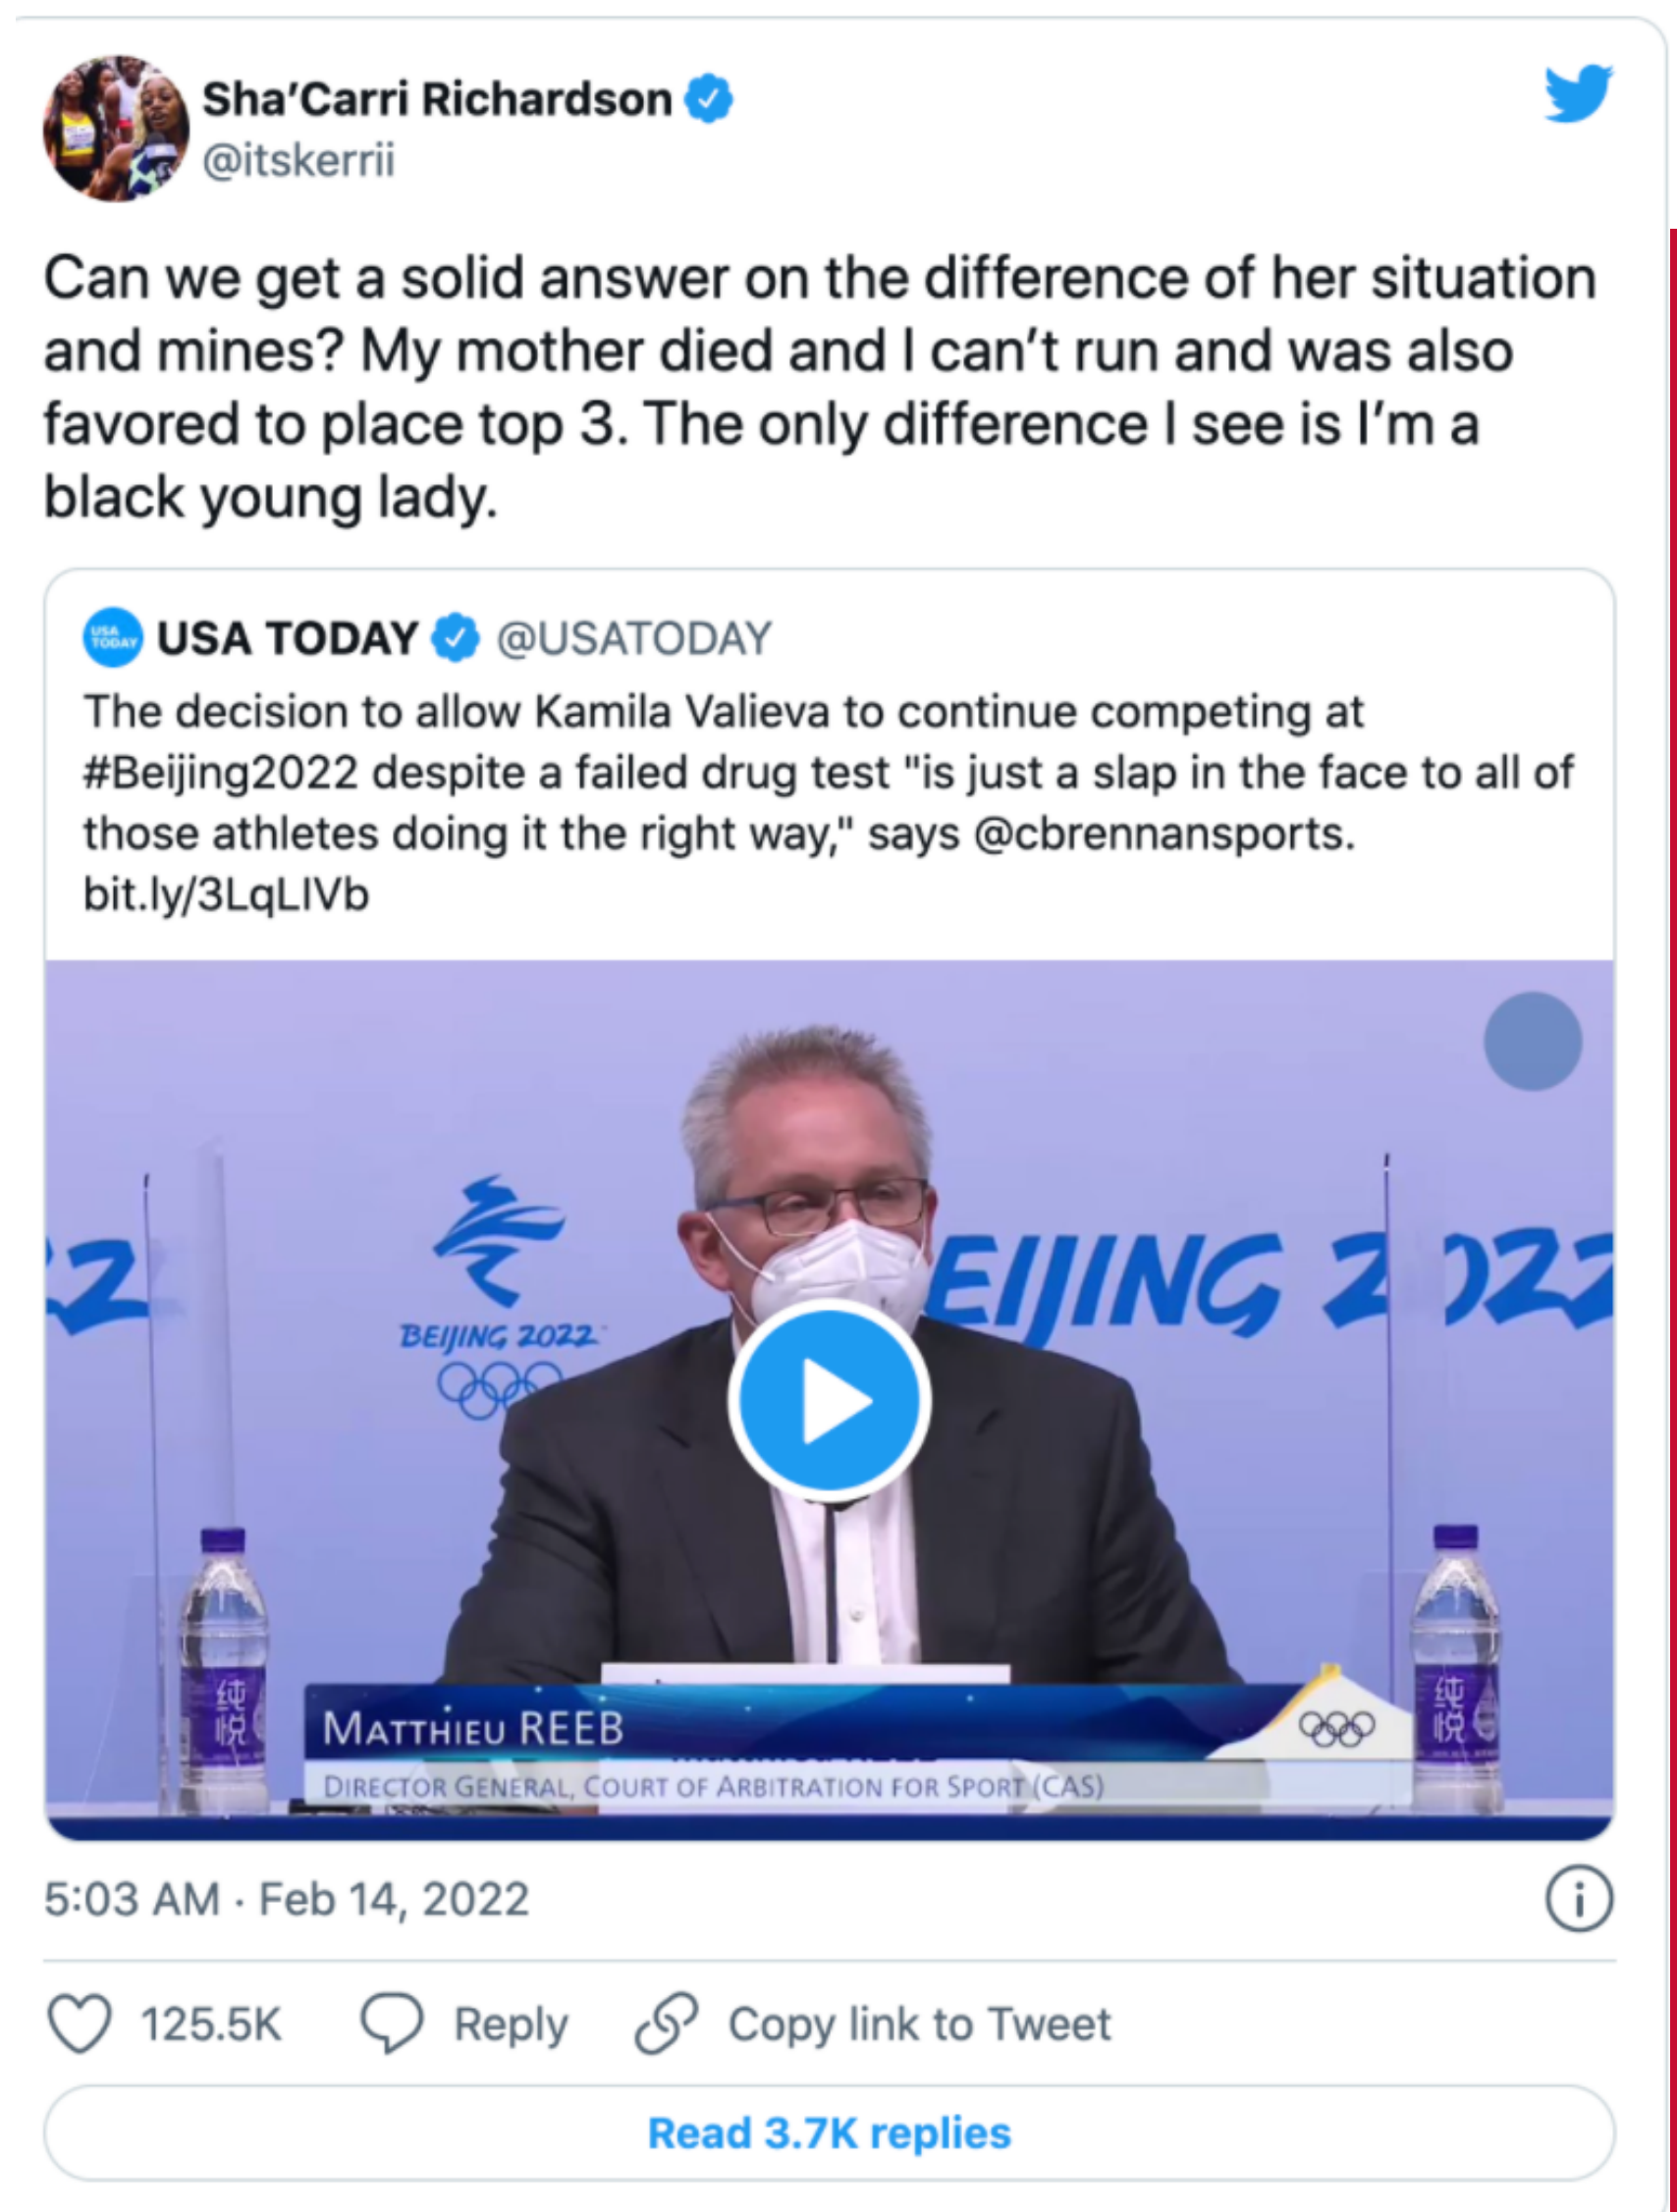 Sha’Carri Richardson
@itskerrii
Can we get a solid answer on the difference of her situation
and mines? My mother died and I can’t run and was also
favored to place top 3. The only difference I see is I’m a
black young lady.
USA TODAY
USA TODAY @USATODAY
The decision to allow Kamila Valieva to continue competing at
#Beijing2022 despite a failed drug test "is just a slap in the face to all of
those athletes doing it the right way," says @cbrennansports.
bit.ly/3LqLIVb
2
BEIJING 2022
EIJING 2022
纯悦
纯悦
MATTHIEU REEB
DIRECTOR GENERAL, COURT OF ARBITRATION FOR SPORT (CAS)
5:03 AM · Feb 14, 2022
125.5K Reply Copy link to Tweet
Read 3.7K replies